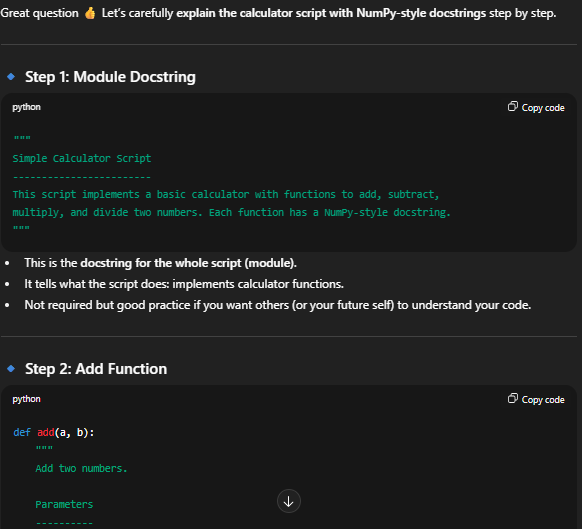 Great question 👍 Let's carefully explain the calculator script with NumPy-style docstrings step by step.
Step 1: Module Docstring
python
Copy code
"""
Simple Calculator Script
------------------------
This script implements a basic calculator with functions to add, subtract,
multiply, and divide two numbers. Each function has a NumPy-style docstring.
"""
• This is the docstring for the whole script (module).
• It tells what the script does: implements calculator functions.
• Not required but good practice if you want others (or your future self) to understand your code.
Step 2: Add Function
python
Copy code
def add(a, b):
"""
Add two numbers.
Parameters
----------